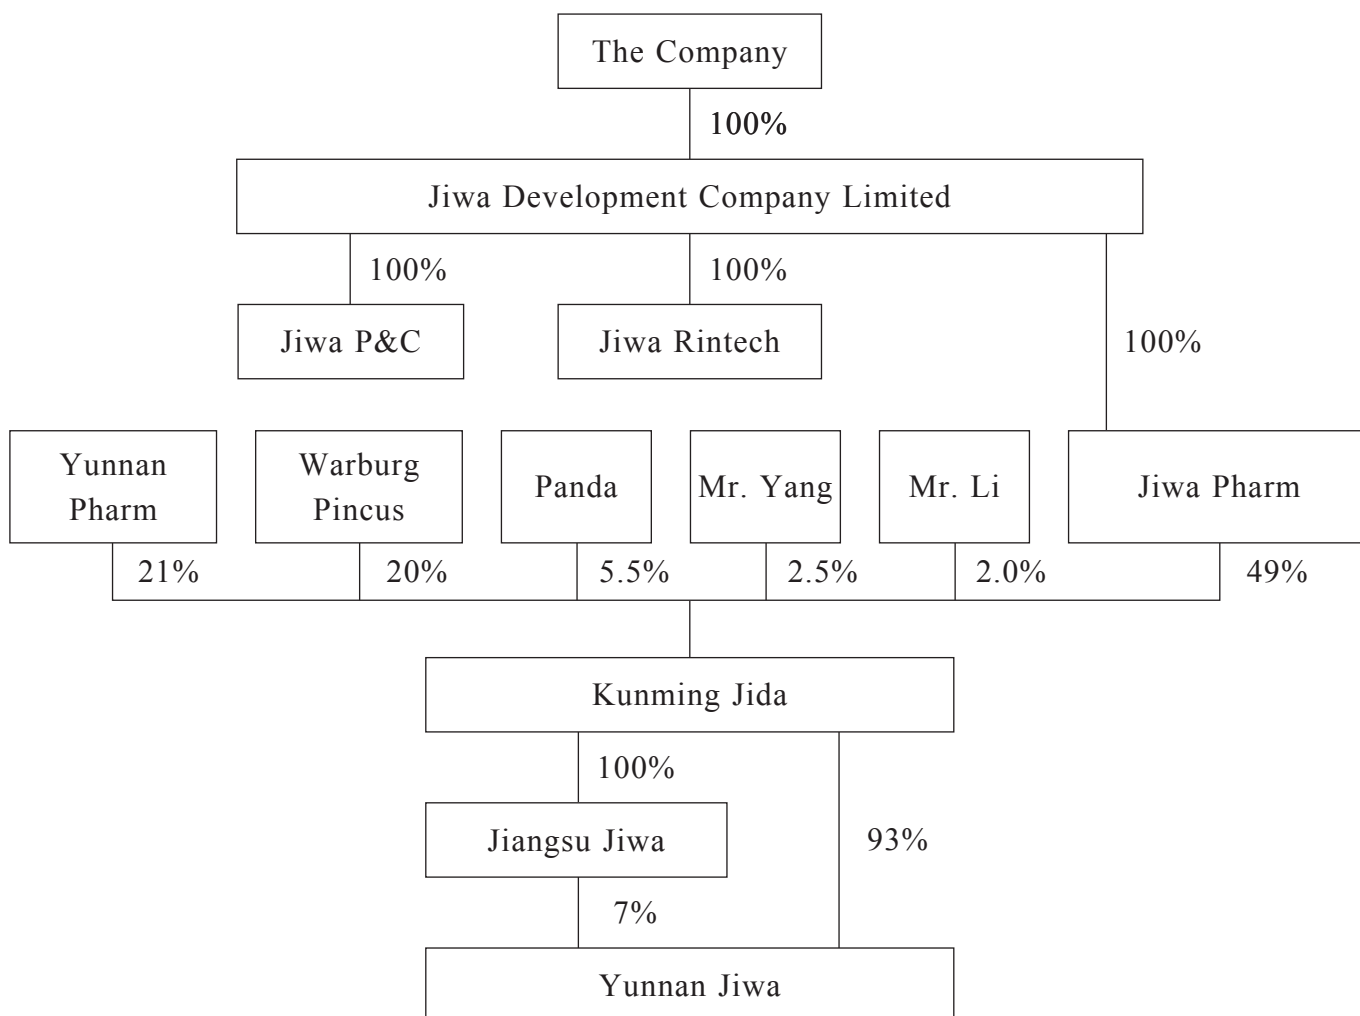 The Company
100%
Jiwa Development Company Limited
100%
100%
Jiwa P&C
Jiwa Rintech
100%
Yunnan
Pharm
Warburg
Pincus
Panda
Mr. Yang
Mr. Li
Jiwa Pharm
21%
20%
5.5%
2.5%
2.0%
49%
Kunming Jida
100%
Jiangsu Jiwa
93%
7%
Yunnan Jiwa